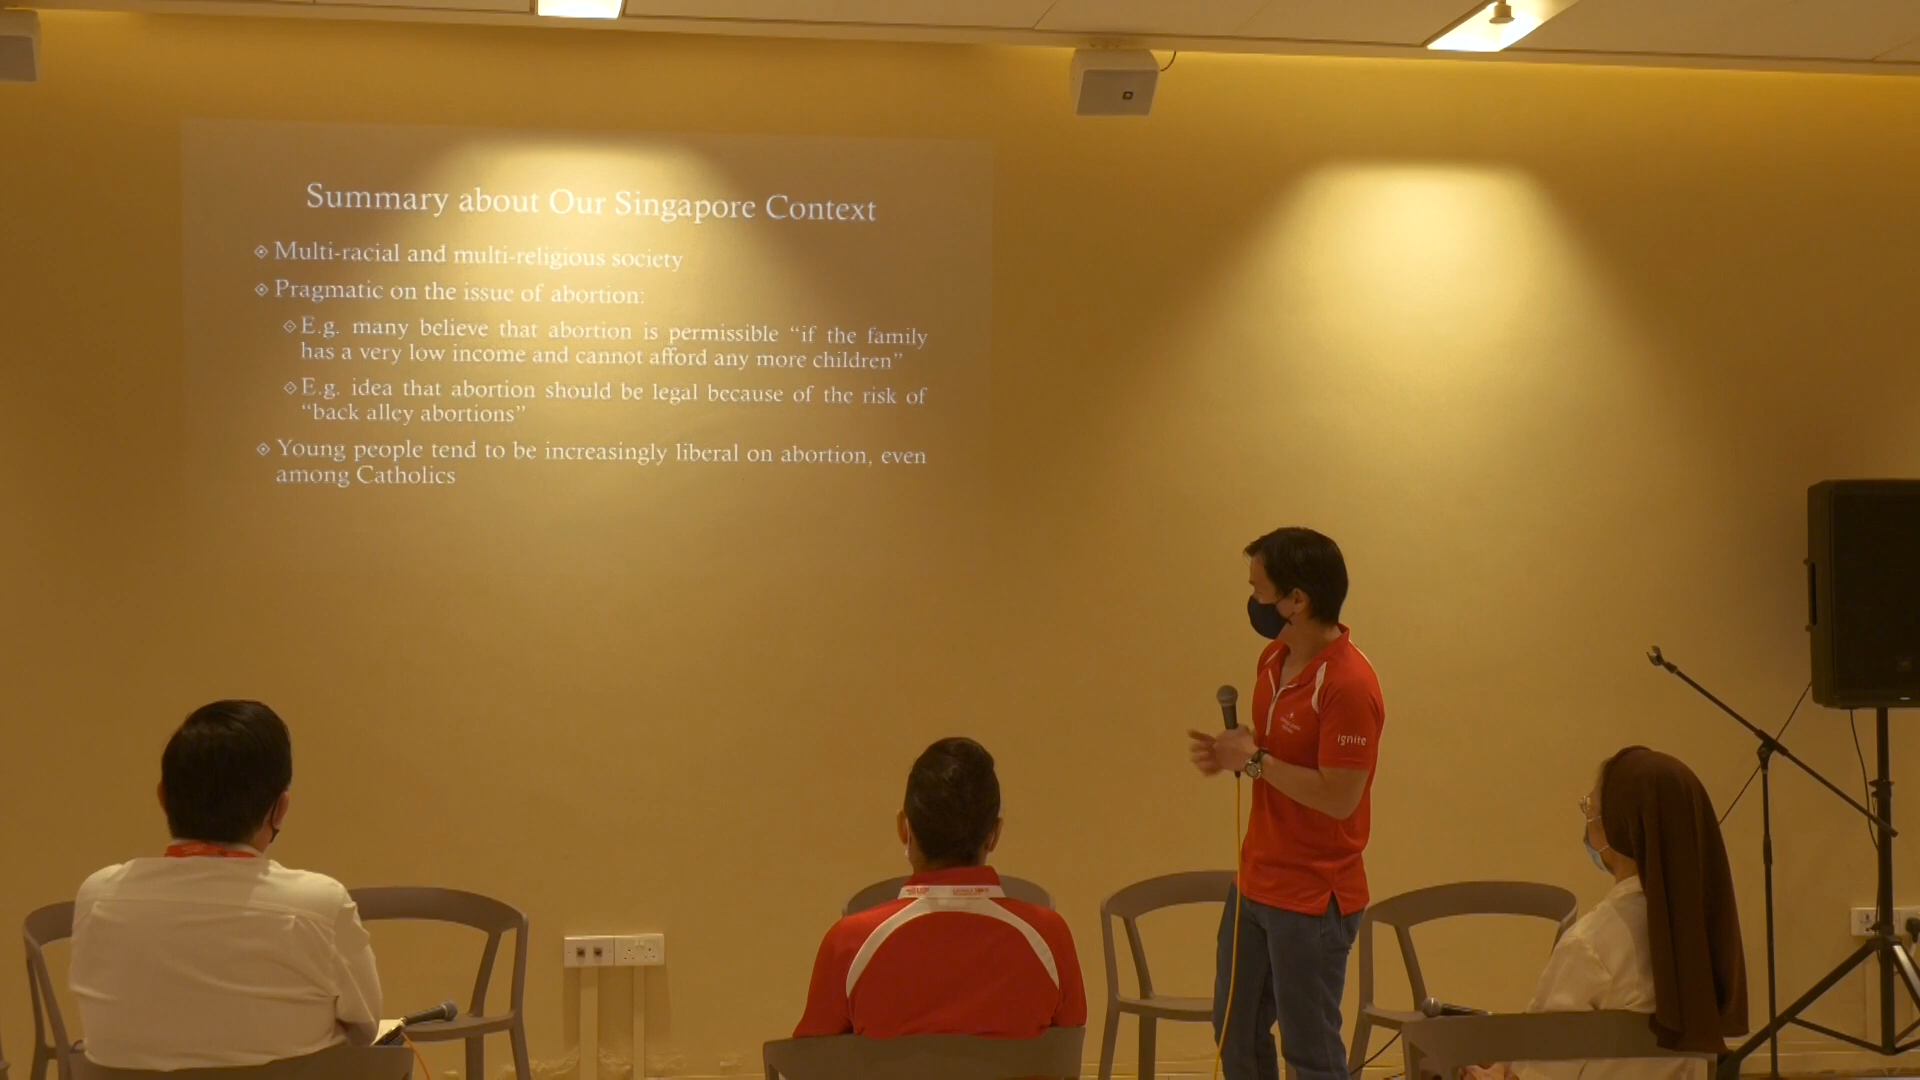 Summary about Our Singapore Context
Multi-racial and multi-religious society
Pragmatic on the issue of abortion:
E.g. many believe that abortion is permissible “if the family
has a very low income and cannot afford any more children”
E.g. idea that abortion should be legal because of the risk of
“back alley abortions”
Young people tend to be increasingly liberal on abortion, even
among Catholics
ignite